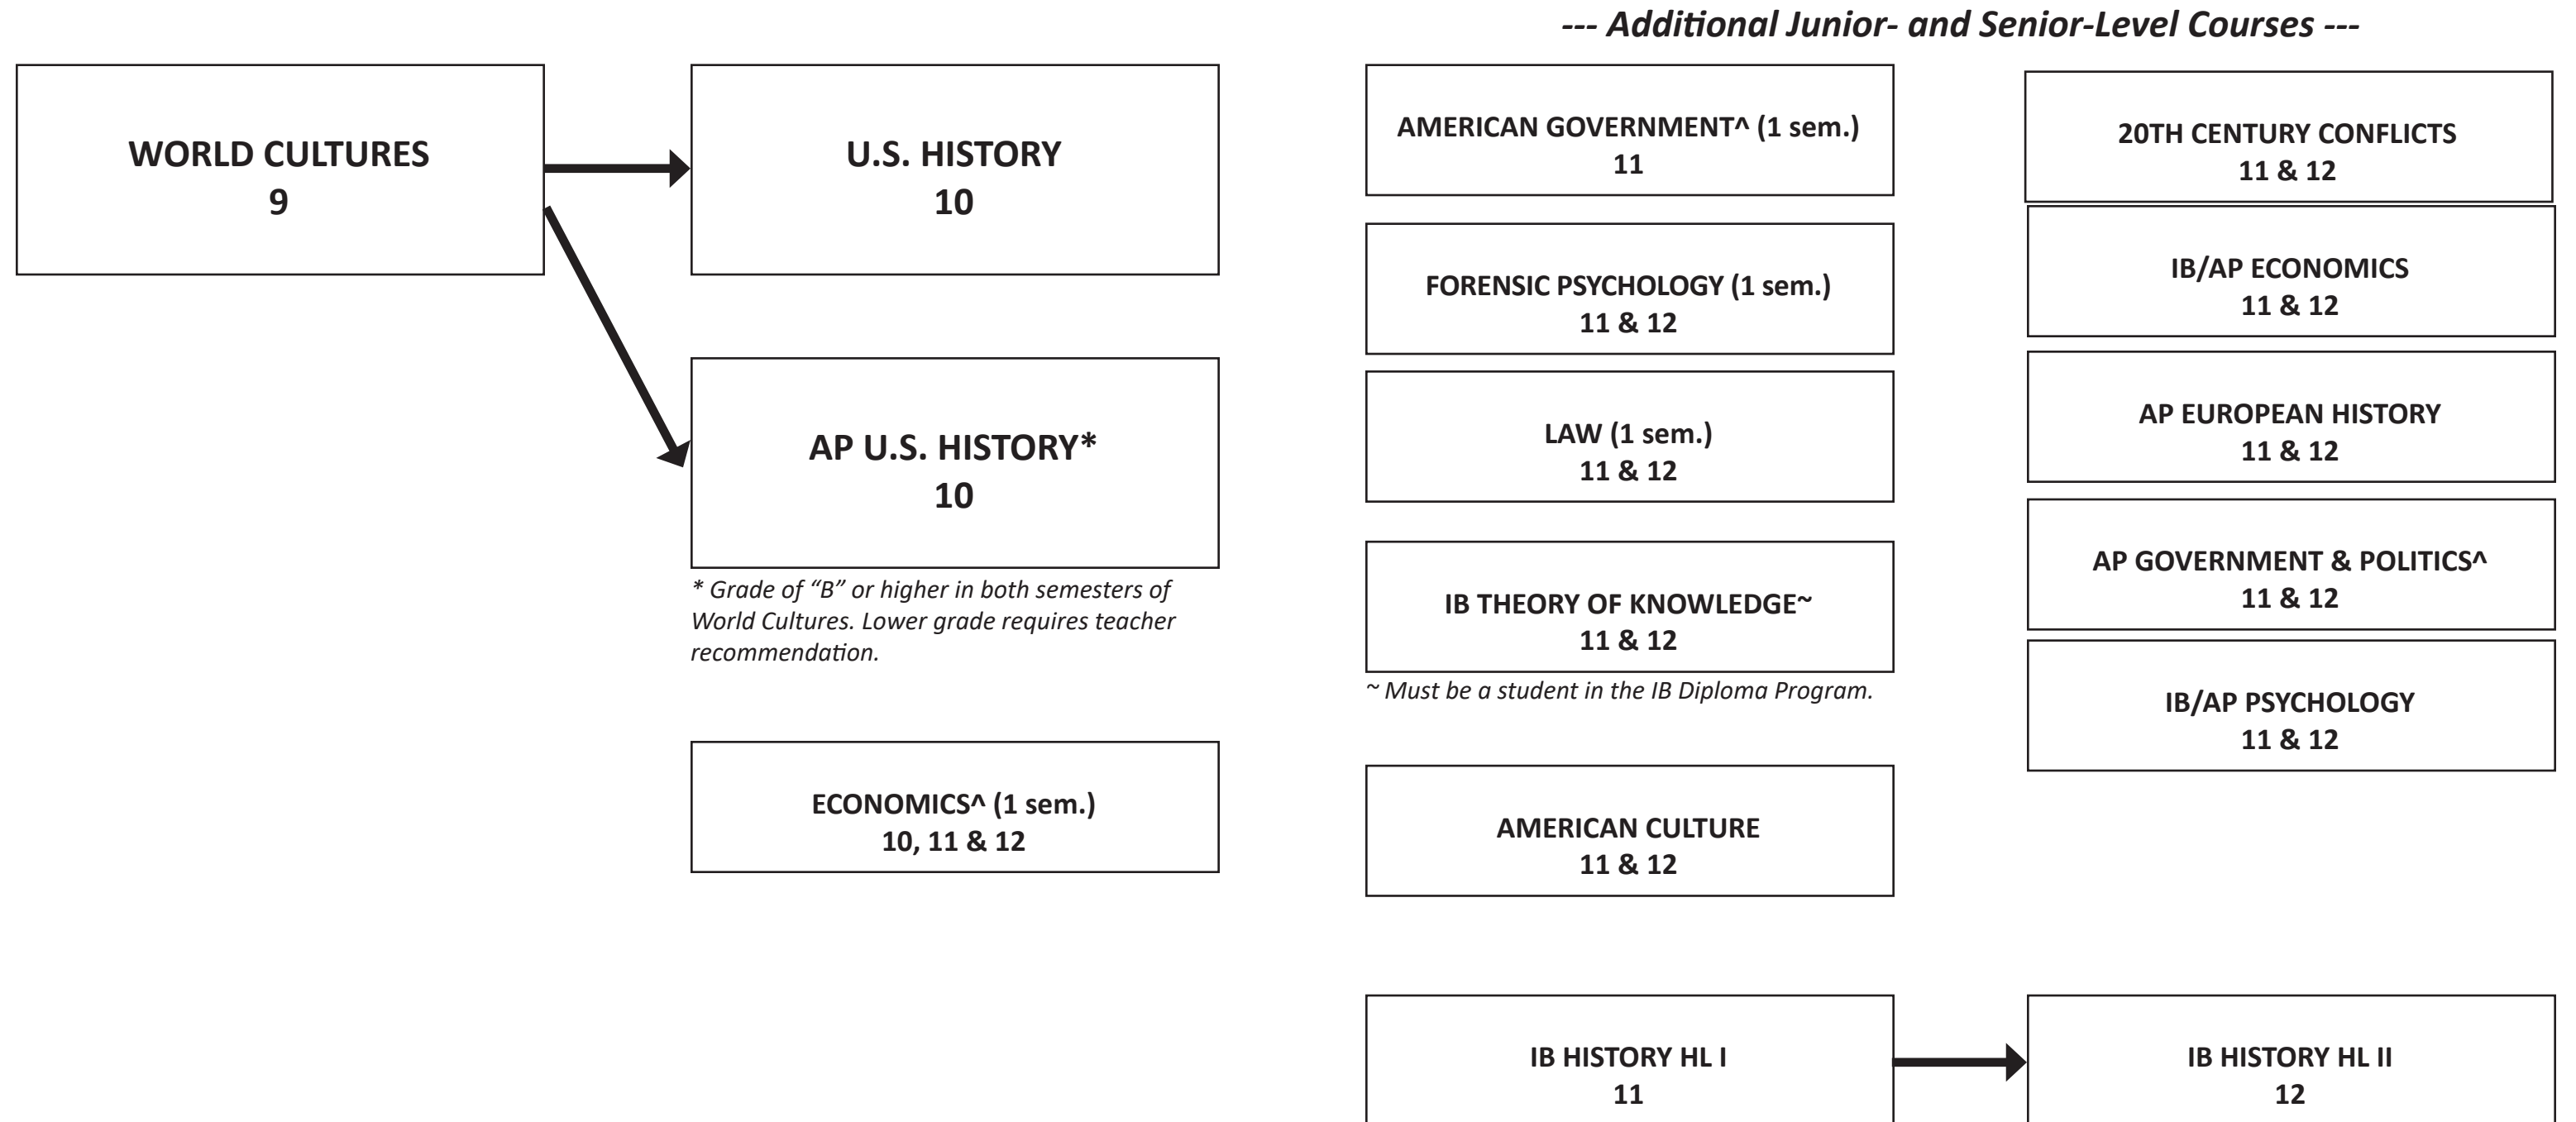 --- Additional Junior- and Senior-Level Courses ---
WORLD CULTURES
9
U.S. HISTORY
10
AP U.S. HISTORY*
10
* Grade of “B” or higher in both semesters of
World Cultures. Lower grade requires teacher
recommendation.
ECONOMICS^ (1 sem.)
10, 11 & 12
AMERICAN GOVERNMENT^ (1 sem.)
11
FORENSIC PSYCHOLOGY (1 sem.)
11 & 12
LAW (1 sem.)
11 & 12
IB THEORY OF KNOWLEDGE~
11 & 12
~ Must be a student in the IB Diploma Program.
AMERICAN CULTURE
11 & 12
20TH CENTURY CONFLICTS
11 & 12
IB/AP ECONOMICS
11 & 12
AP EUROPEAN HISTORY
11 & 12
AP GOVERNMENT & POLITICS^
11 & 12
IB/AP PSYCHOLOGY
11 & 12
IB HISTORY HL I
11
IB HISTORY HL II
12